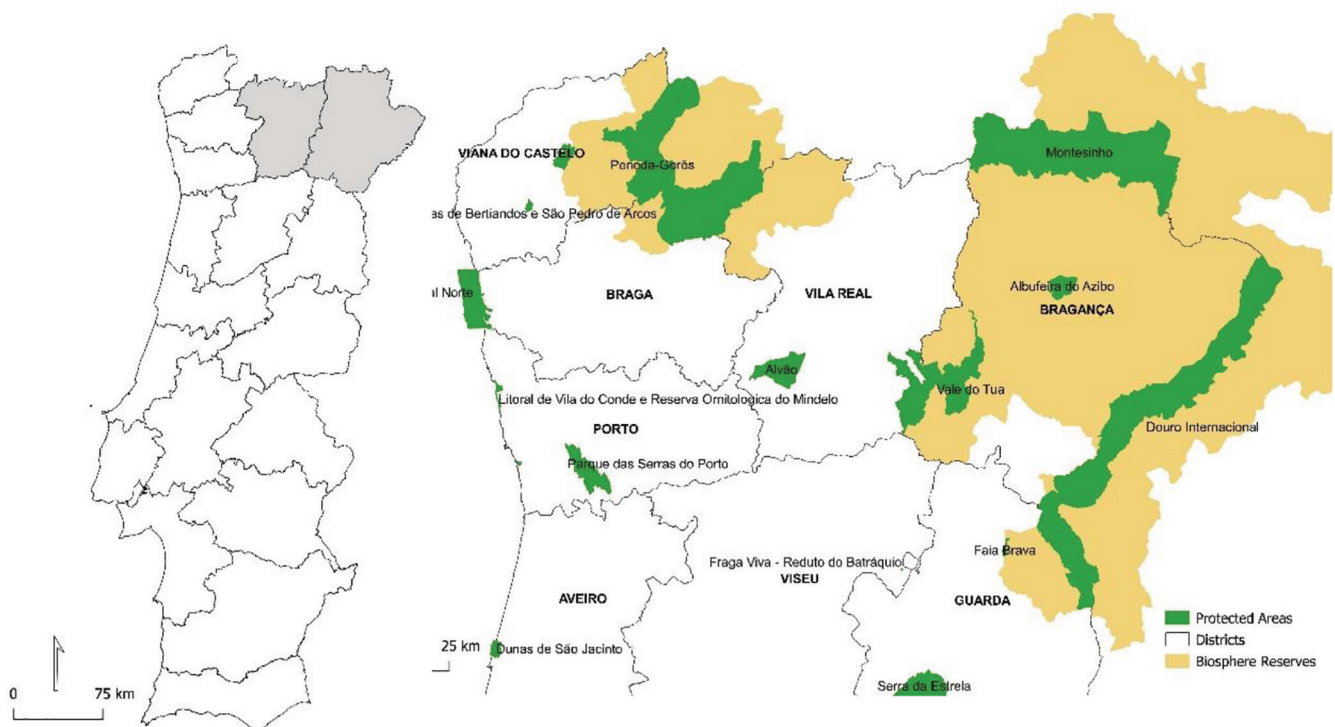 0 75 km
VIANA DO CASTELO
Peneda-Gerês
as de Bertiandos e São Pedro de Arcos
al Norte
BRAGA
VILA REAL
Montesinho
Albufeira do Azibo
BRAGANÇA
Alvão
Vale do Tua
Litoral de Vila do Conde e Reserva Ornitologica do Mindelo
PORTO
Douro Internacional
Parque das Serras do Porto
Faia Brava
Fraga Viva - Reduto do Batráquio
VISEU
AVEIRO
GUARDA
Dunas de São Jacinto
25 km
Serra da Estrela
Protected Areas
Districts
Biosphere Reserves